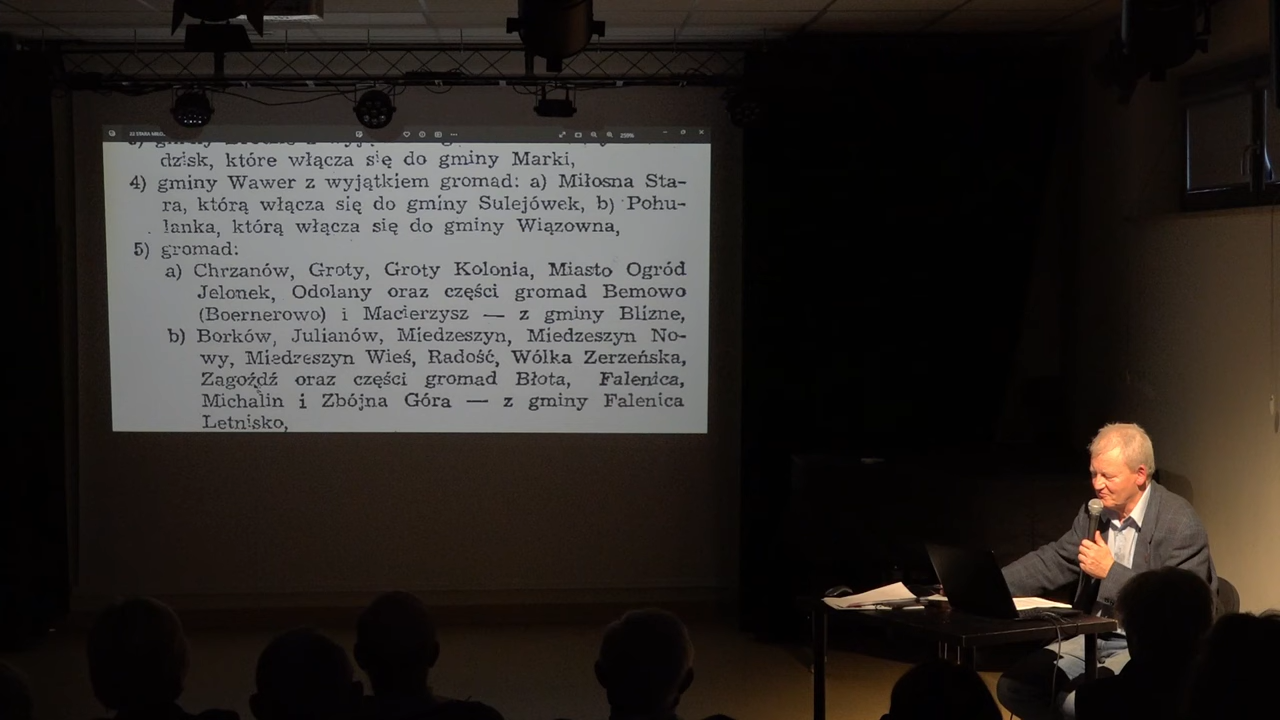 dzisk, które włącza się do gminy Marki,
4) gminy Wawer z wyjątkiem gromad: a) Miłosna Sta-
ra, którą włącza się do gminy Sulejówek, b) Pohu-
lanka, którą włącza się do gminy Wiązowna,
5) gromad:
a) Chrzanów, Groty, Groty Kolonia, Miasto Ogród
Jelonek, Odolany oraz części gromad Bemowo
(Boernerowo) i Macierzysz — z gminy Blizne,
b) Borków, Julianów, Miedzeszyn, Miedzeszyn No-
wy, Miedzeszyn Wieś, Radość, Wólka Zerzeńska,
Zagoźdź oraz części gromad Błota, Falenica,
Michalin i Zbójna Góra — z gminy Falenica
Letnisko,